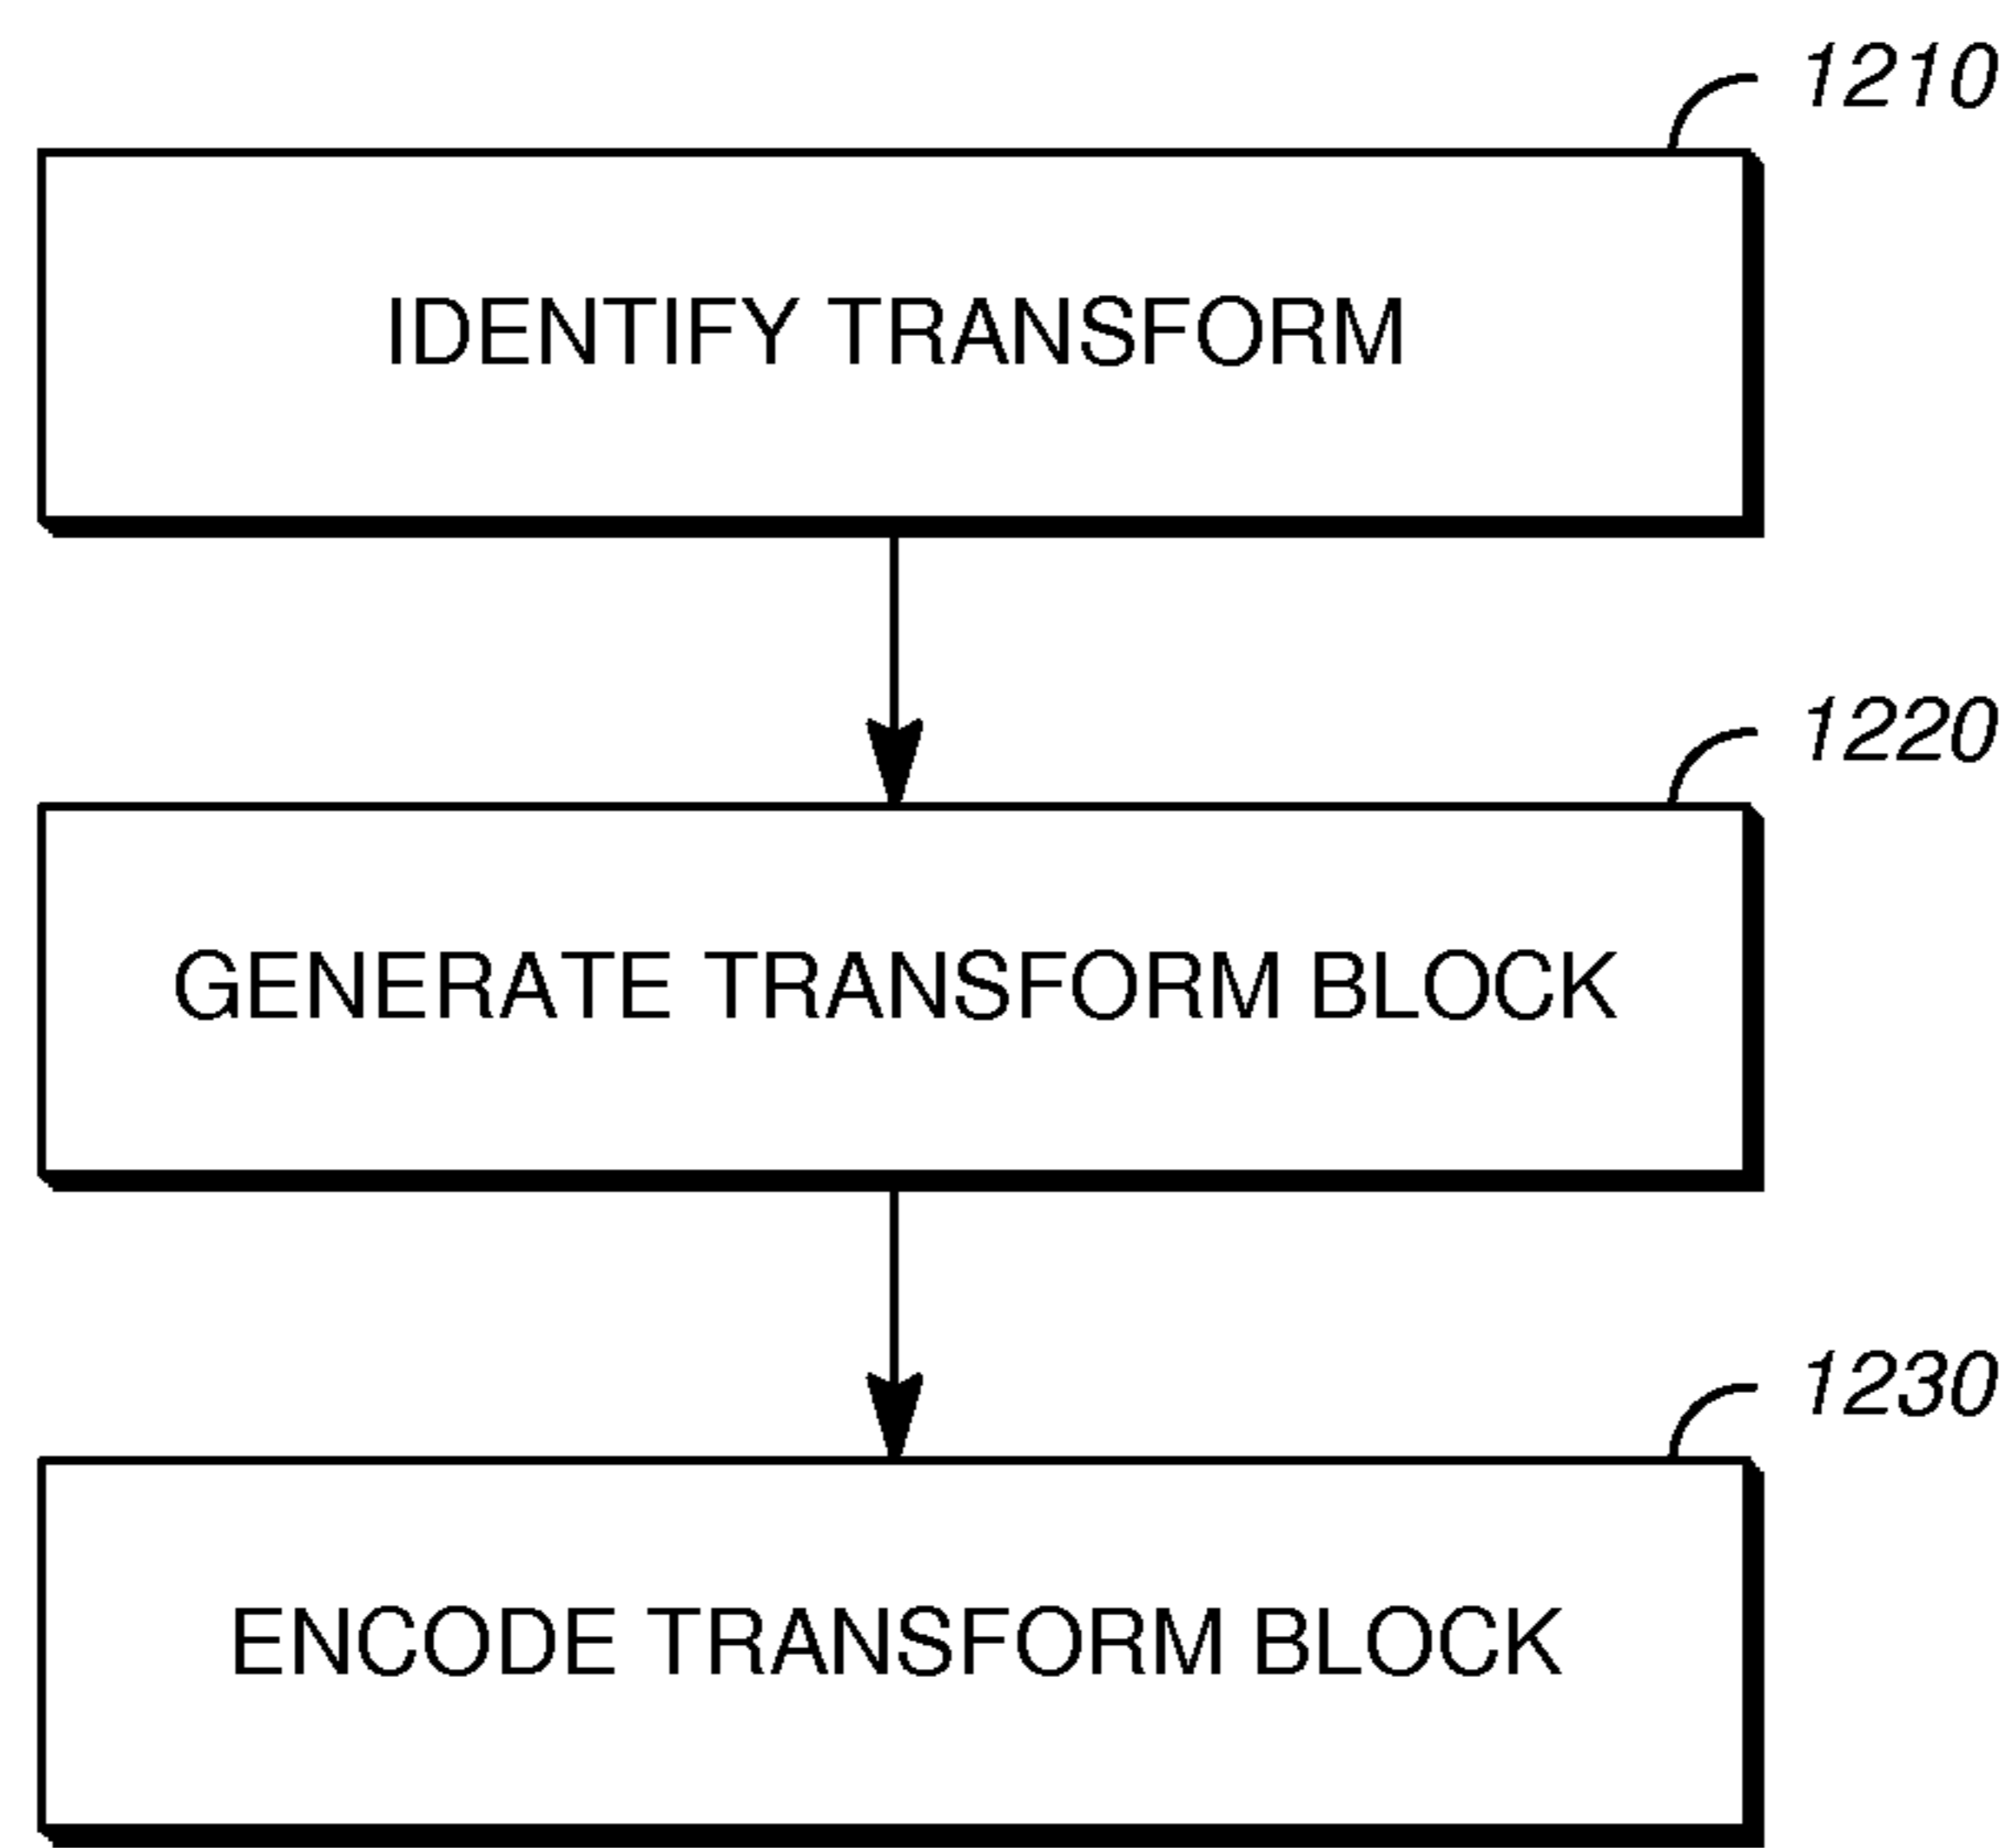 1210
IDENTIFY TRANSFORM
1220
GENERATE TRANSFORM BLOCK
1230
ENCODE TRANSFORM BLOCK